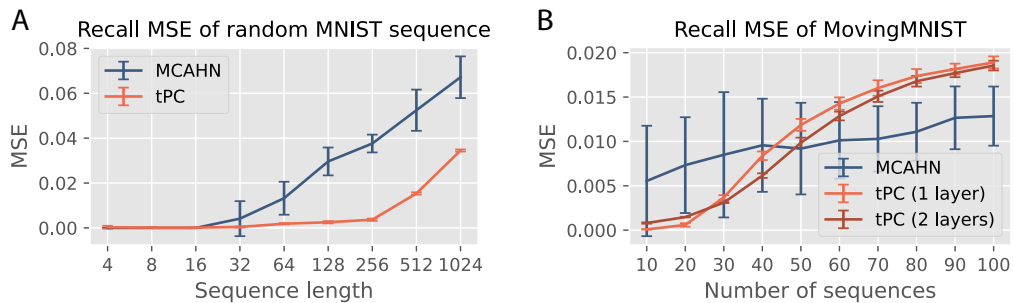 A
Recall MSE of random MNIST sequence
0.08
0.06
0.04
0.02
0.00
MSE
MCAHN
tPC
4 8 16 32 64 128 256 512 1024
Sequence length
B
Recall MSE of MovingMNIST
0.020
0.015
0.010
0.005
0.000
MSE
MCAHN
tPC (1 layer)
tPC (2 layers)
10 20 30 40 50 60 70 80 90 100
Number of sequences